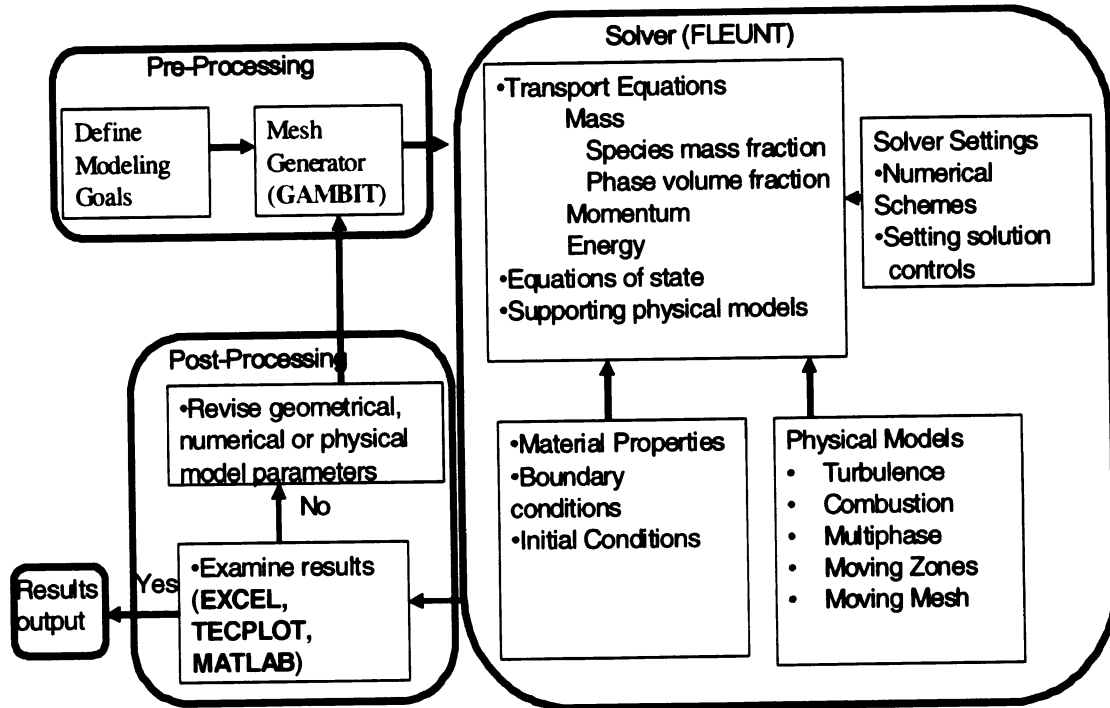 Pre-Processing
Define
Modeling
Goals
Mesh
Generator
(GAMBIT)
Solver (FLEUNT)
•Transport Equations
Mass
Species mass fraction
Phase volume fraction
Momentum
Energy
•Equations of state
•Supporting physical models
Solver Settings
•Numerical
Schemes
•Setting solution
controls
•Material Properties
•Boundary
conditions
•Initial Conditions
Physical Models
• Turbulence
• Combustion
• Multiphase
• Moving Zones
• Moving Mesh
Post-Processing
•Revise geometrical,
numerical or physical
model parameters
No
•Examine results
(EXCEL,
TECPLOT,
MATLAB)
Yes
Results
output